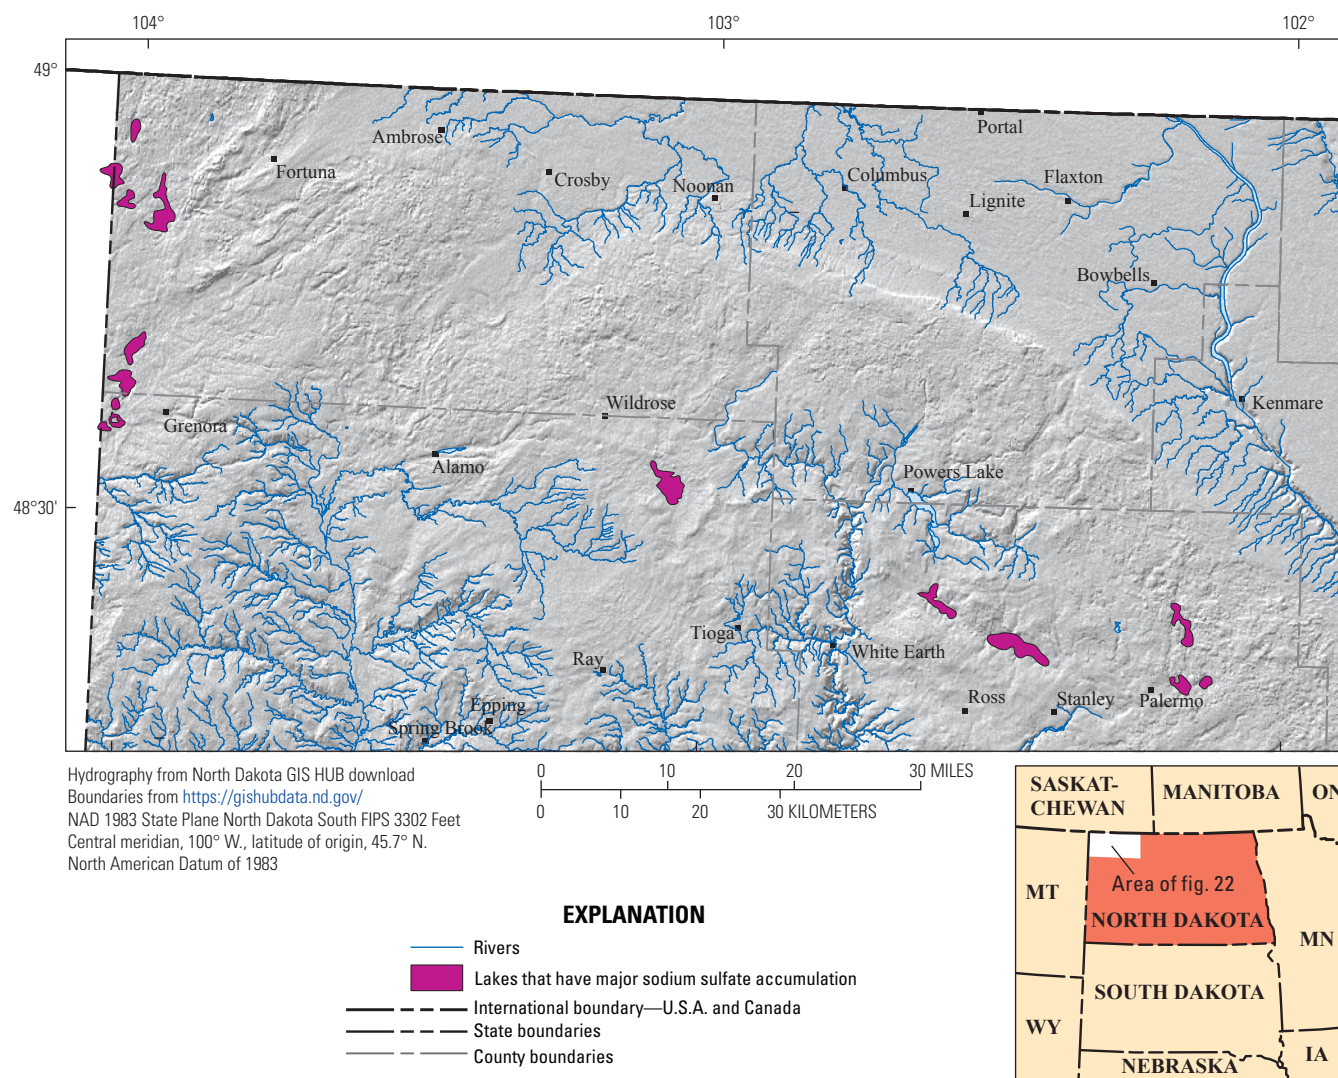 104°
103°
102°
49°
Portal
Ambrose
Fortuna
Crosby
Noonan
Columbus
Flaxton
Lignite
Bowbells
Wildrose
Kenmare
Grenora
Alamo
Powers Lake
48°30'
Tioga
White Earth
Ray
Ross
Stanley
Palermo
Epping
Spring Brook
Hydrography from North Dakota GIS HUB download
Boundaries from https://gishubdata.nd.gov/
NAD 1983 State Plane North Dakota South FIPS 3302 Feet
Central meridian, 100° W., latitude of origin, 45.7° N.
North American Datum of 1983
0 10 20 30 MILES
0 10 20 30 KILOMETERS
SASKAT-
CHEWAN
MANITOBA
ON
MT
Area of fig. 22
NORTH DAKOTA
MN
SOUTH DAKOTA
WY
IA
NEBRASKA
EXPLANATION
Rivers
Lakes that have major sodium sulfate accumulation
International boundary—U.S.A. and Canada
State boundaries
County boundaries